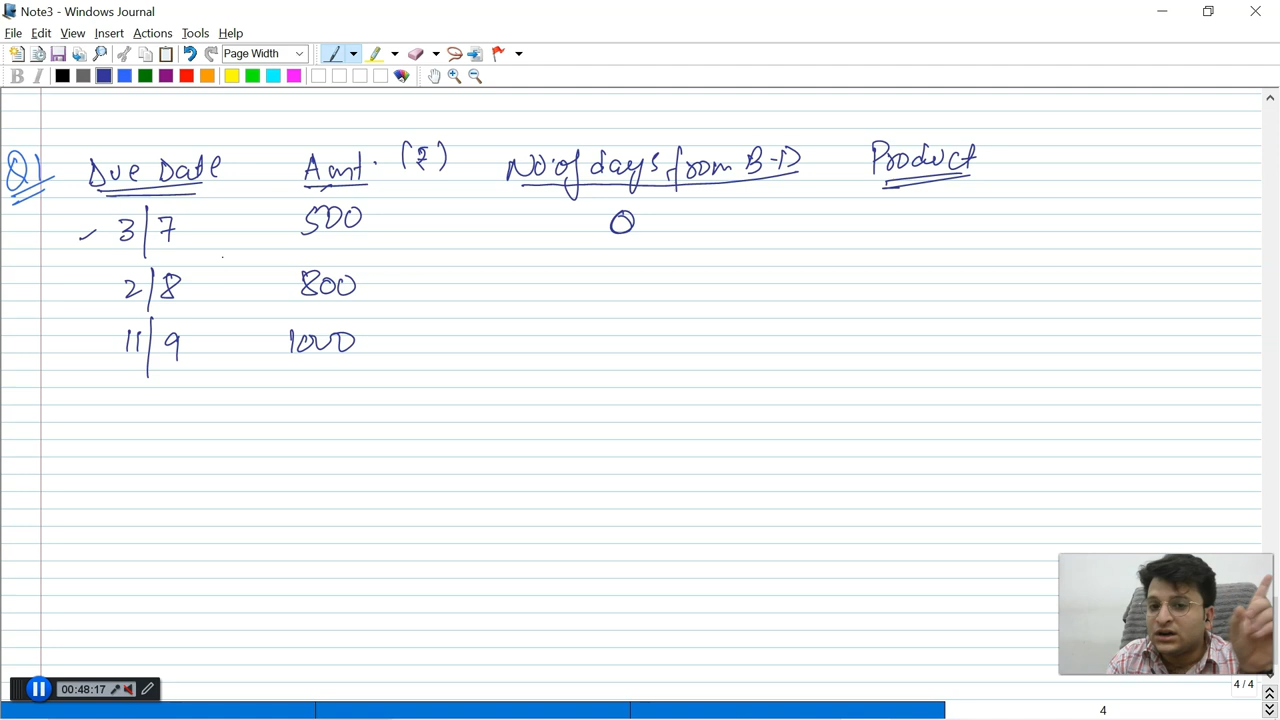 Note3 - Windows Journal
File Edit View Insert Actions Tools Help
Page Width
B I
Q1 Due Date Amt. (₹) No. of days from B-D Product
3|7 500 0
2|8 800
11|9 1000
00:48:17
4 / 4
4